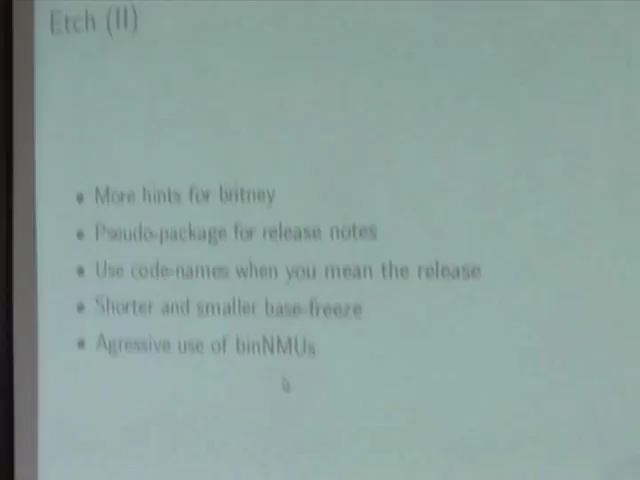 Etch (II)
• More hints for britney
• Pseudo-package for release notes
• Use code-names when you mean the release
• Shorter and smaller base-freeze
• Agressive use of binNMUs